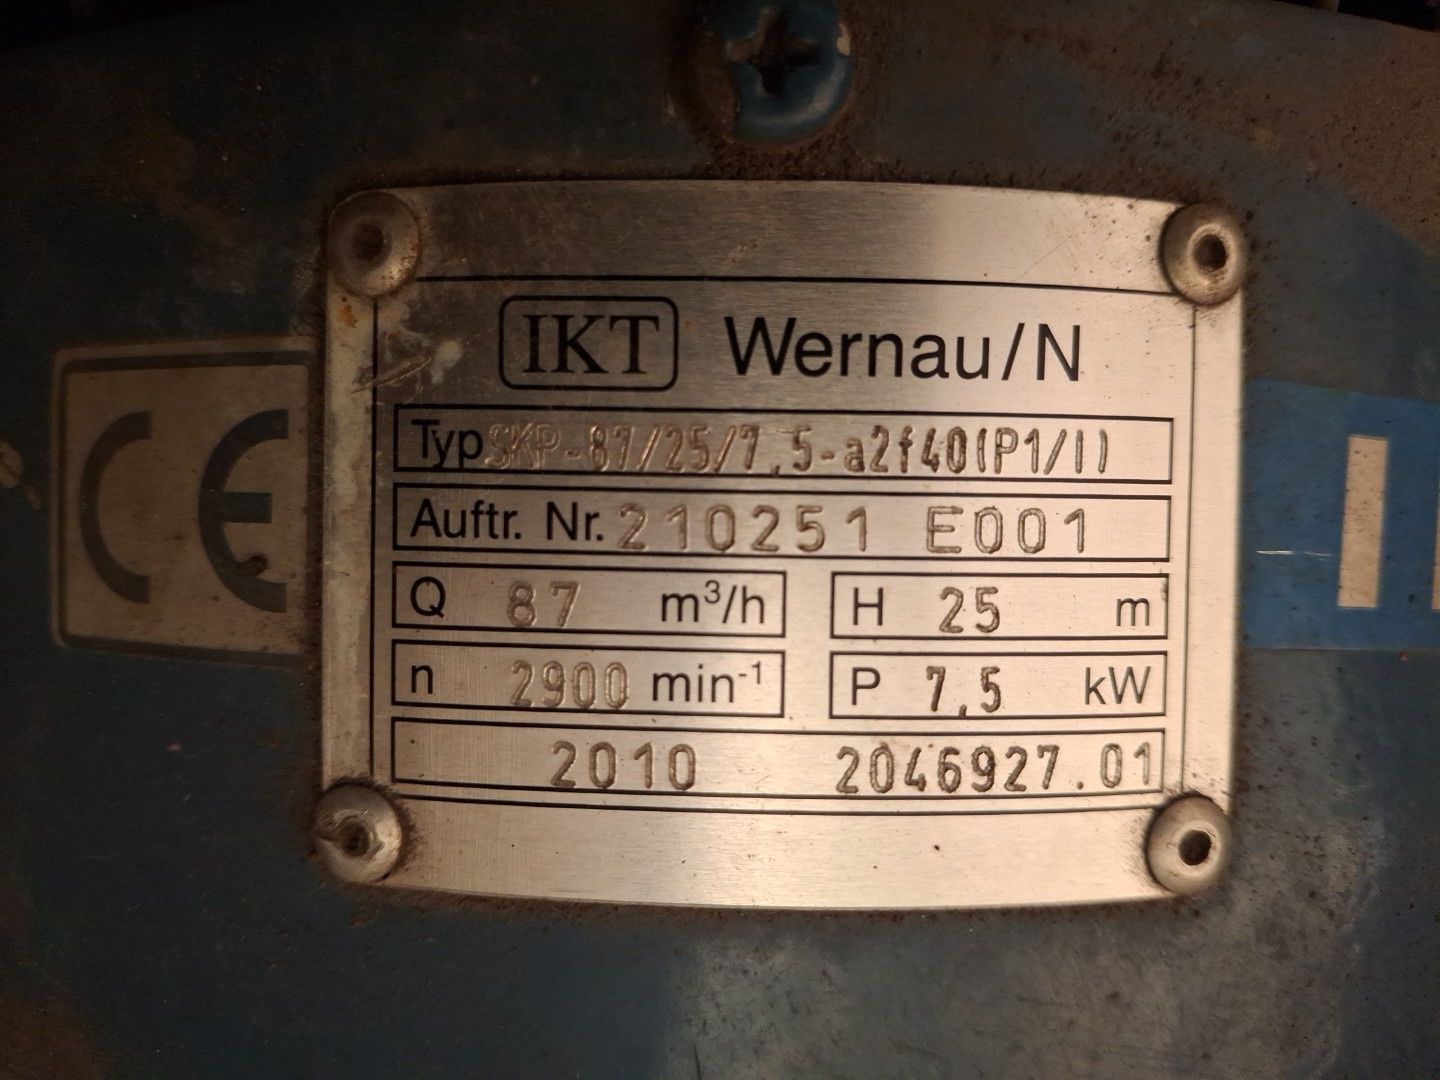 IKT Wernau/N
Typ SKP-87/25/7.5-a2f40(P1/I)
Auftr. Nr. 210251 E001
Q 87 m³/h H 25 m
n 2900 min⁻¹ P 7.5 kW
2010 2046927.01
CE